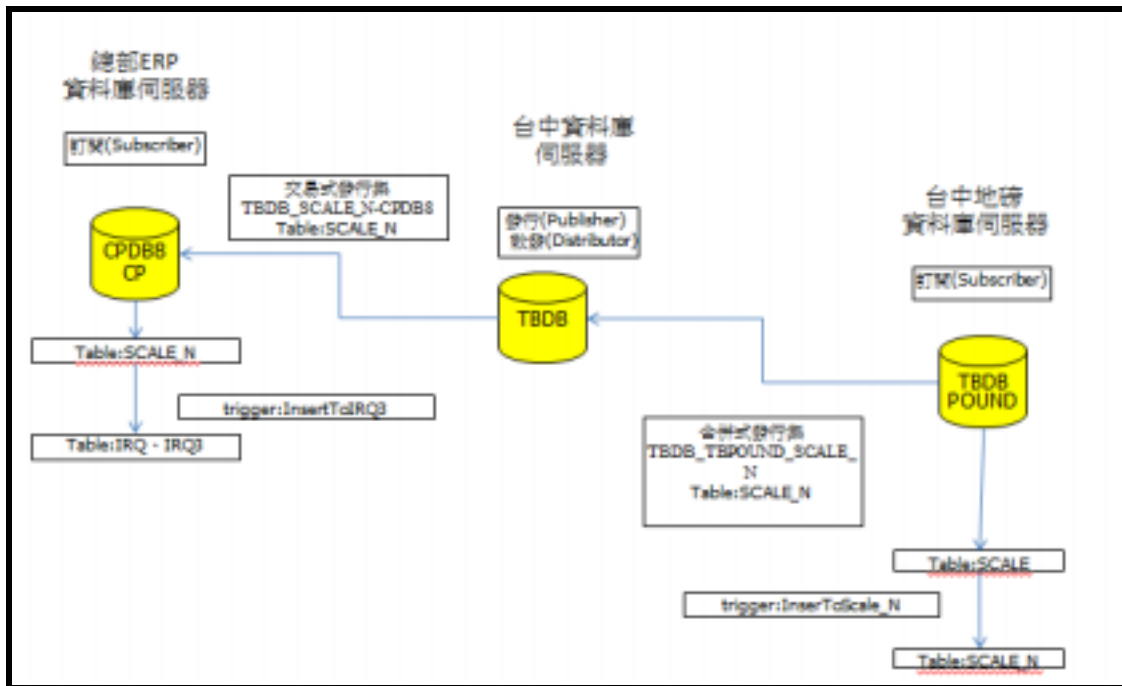 總部ERP
資料庫伺服器
訂閱(Subscriber)
交易式發行集
TBDB_SCALE_N-CPDB8
Table:SCALE_N
CPDB8
CP
Table:SCALE_N
trigger:InsertToIRQ3
Table:IRQ - IRQ3
台中資料庫
伺服器
發行(Publisher)
散發(Distributor)
TBDB
台中地磅
資料庫伺服器
訂閱(Subscriber)
TBDB
POUND
合併式發行集
TBDB_TBPOUND_SCALE_
N
Table:SCALE_N
Table:SCALE
trigger:InserToScale_N
Table:SCALE_N